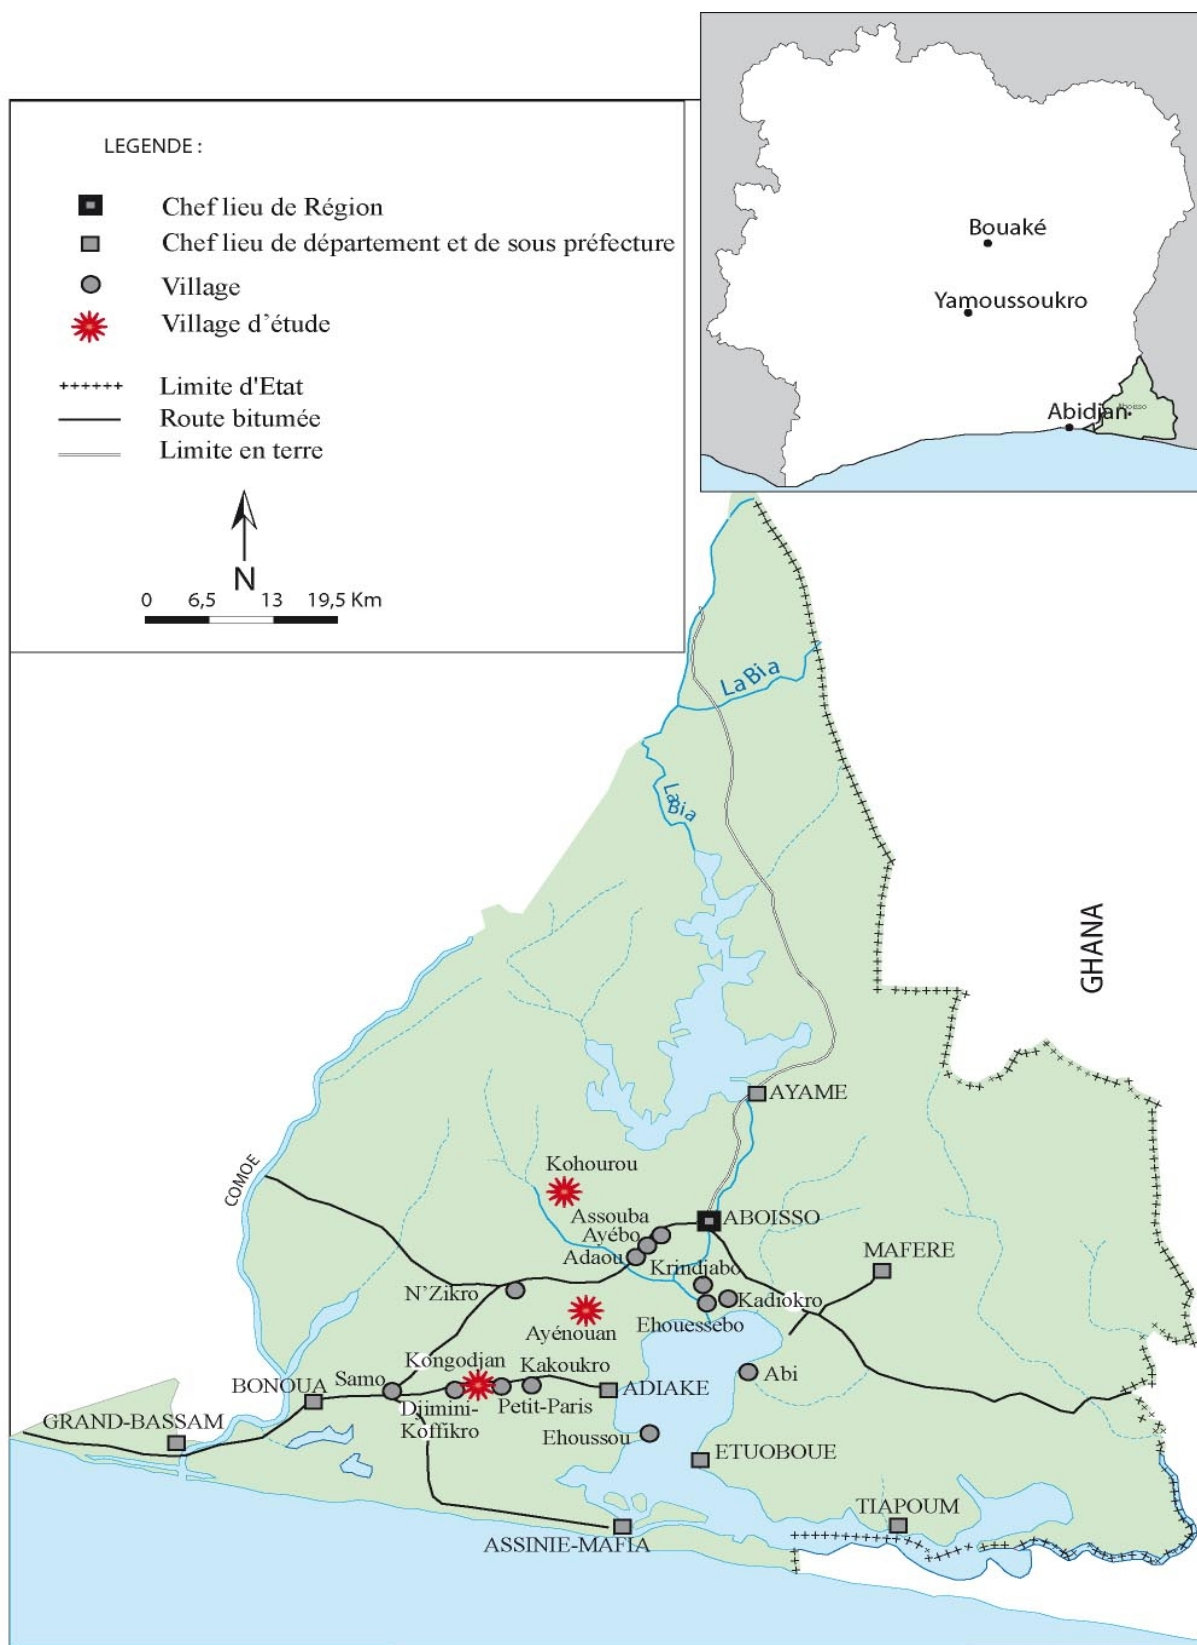 LEGENDE :
Chef lieu de Région
Chef lieu de département et de sous préfecture
Village
Village d'étude
Limite d'Etat
Route bitumée
Limite en terre
N
0 6,5 13 19,5 Km
Bouaké
Yamoussoukro
Abidjan
Aboisso
La Bia
La Bia
GHANA
COMOE
AYAME
Kohourou
Assouba
ABOISSO
Ayébo
Adaou
MAFERE
Krindjabo
N'Zikro
Kadiokro
Ehouessebo
Ayénouan
Kongodjan
Kakoukro
Samo
Abi
BONOUA
ADIAKE
Djimini-
Koffikro
Petit-Paris
GRAND-BASSAM
Ehoussou
ETUOBOUE
TIAPOUM
ASSINIE-MAFIA